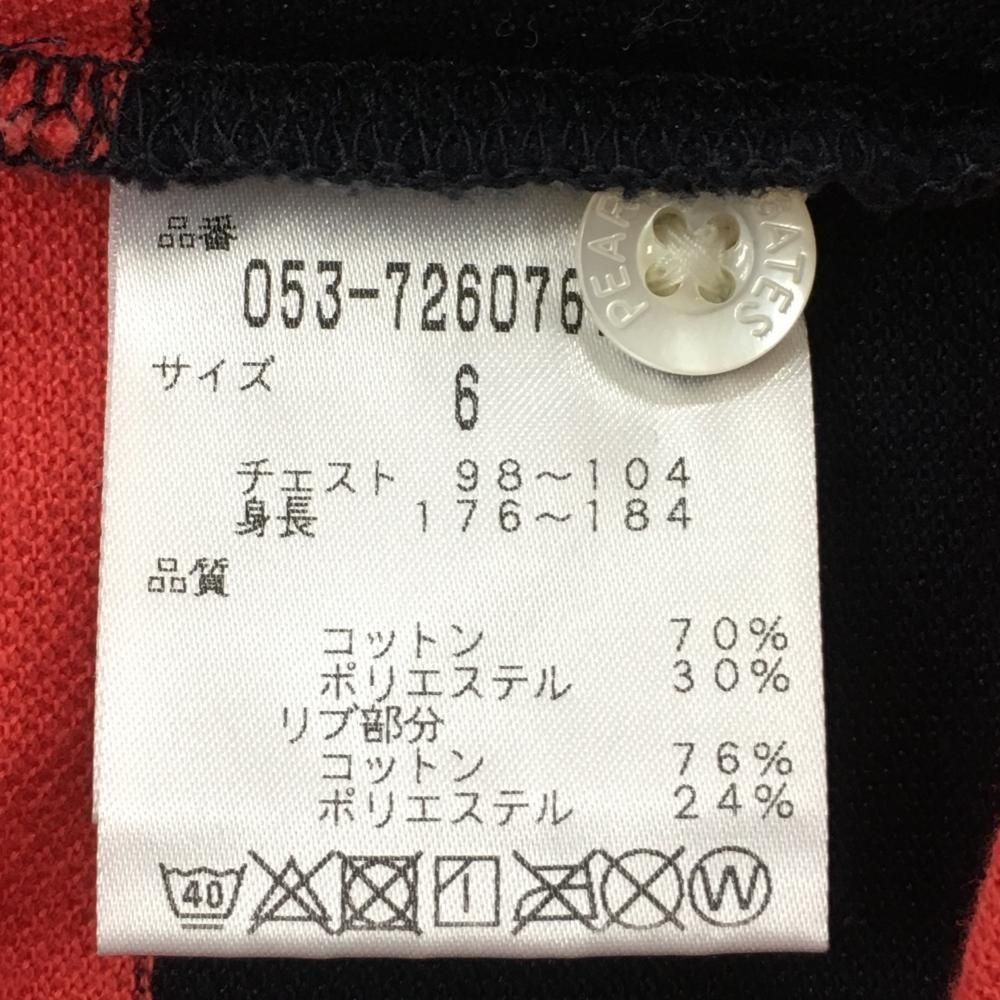 品番
053-726076
サイズ
6
チェスト 98～104
身長 176～184
品質
コットン 70%
ポリエステル 30%
リブ部分
コットン 76%
ポリエステル 24%
40
W
GATES